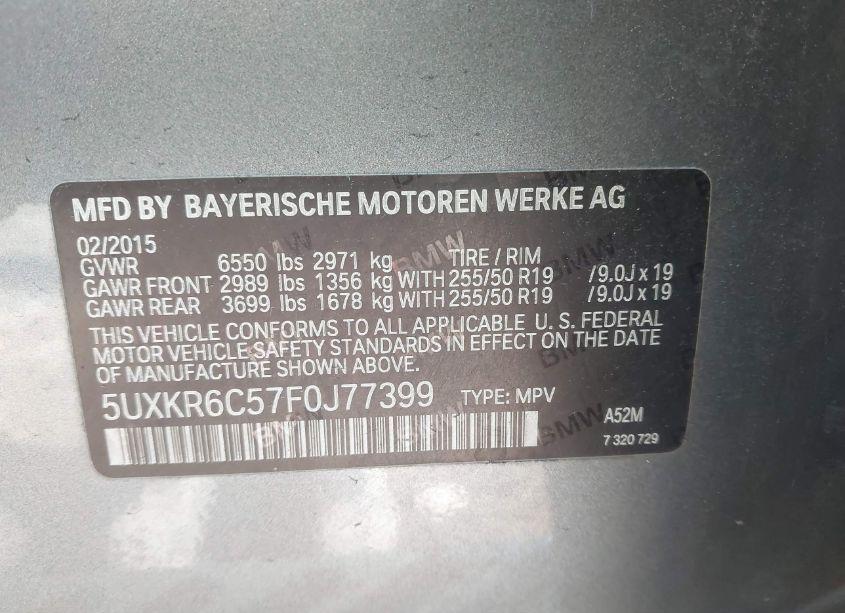 MFD BY BAYERISCHE MOTOREN WERKE AG
02/2015
GVWR 6550 lbs 2971 kg TIRE / RIM
GAWR FRONT 2989 lbs 1356 kg WITH 255/50 R19 /9.0J x 19
GAWR REAR 3699 lbs 1678 kg WITH 255/50 R19 /9.0J x 19
THIS VEHICLE CONFORMS TO ALL APPLICABLE U. S. FEDERAL
MOTOR VEHICLE SAFETY STANDARDS IN EFFECT ON THE DATE
OF MANUFACTURE SHOWN ABOVE.
5UXKR6C57F0J77399 TYPE: MPV
A52M
7 320 729